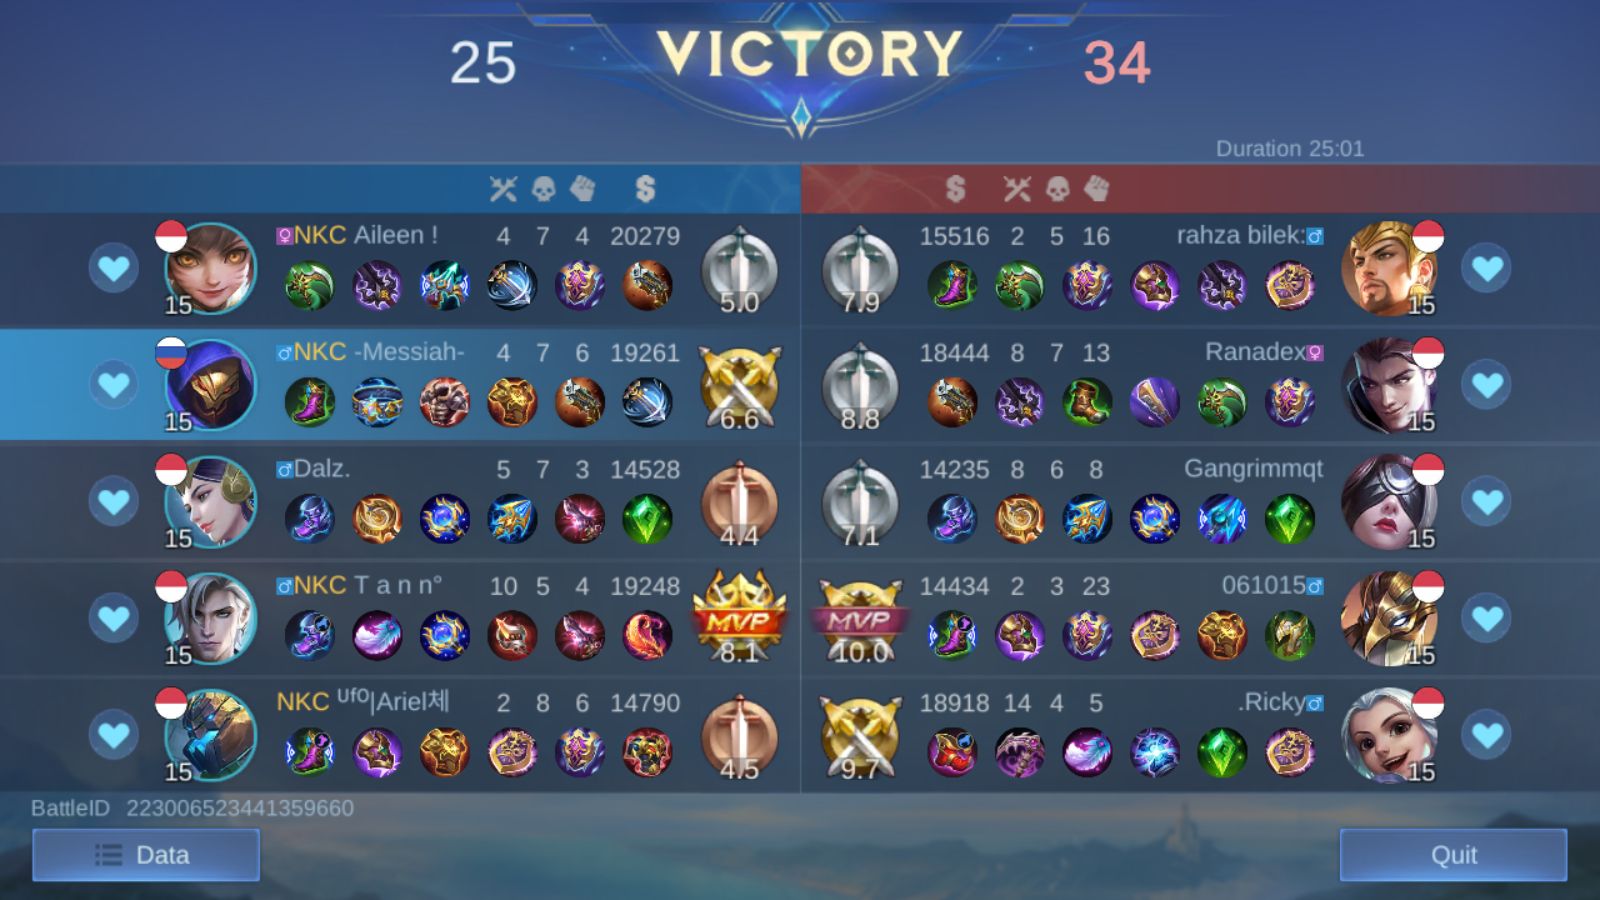 25 VICTORY 34
Duration 25:01
NKC Aileen ! 4 7 4 20279
15 5.0
7.9 15516 2 5 16 rahza bilek:
15
NKC -Messiah- 4 7 6 19261
15 6.6
8.8 18444 8 7 13 Ranadex
15
Dalz. 5 7 3 14528
15 4.4
7.1 14235 8 6 8 Gangrimmqt
15
NKC T a n n° 10 5 4 19248
15 MVP 8.1
MVP 10.0 14434 2 3 23 061015
15
NKC ᵁᶠᴼ|Ariel체 2 8 6 14790
15 4.5
9.7 18918 14 4 5 .Ricky
15
BattleID 223006523441359660
Data
Quit